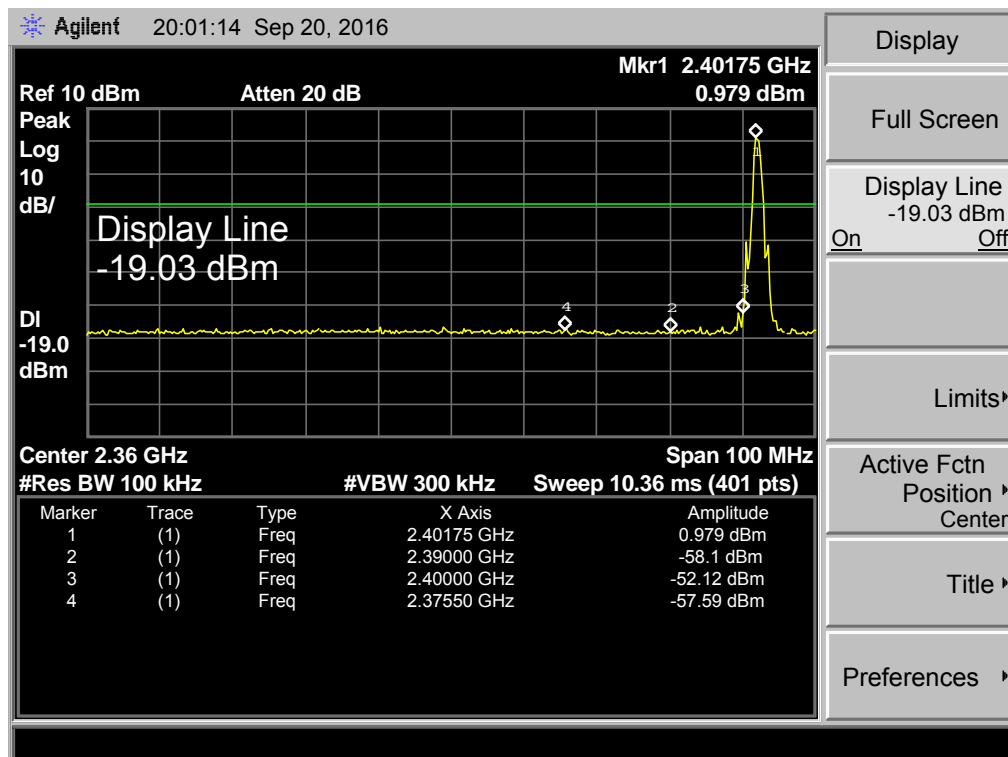 Agilent 20:01:14 Sep 20, 2016
Mkr1 2.40175 GHz
Ref 10 dBm Atten 20 dB 0.979 dBm
Peak
Log
10
dB/
1
Display Line
-19.03 dBm
3
4 2
DI
-19.0
dBm
Center 2.36 GHz Span 100 MHz
#Res BW 100 kHz #VBW 300 kHz Sweep 10.36 ms (401 pts)
Marker Trace Type X Axis Amplitude
1 (1) Freq 2.40175 GHz 0.979 dBm
2 (1) Freq 2.39000 GHz -58.1 dBm
3 (1) Freq 2.40000 GHz -52.12 dBm
4 (1) Freq 2.37550 GHz -57.59 dBm
Display
Full Screen
Display Line
-19.03 dBm
On Off
Limits
Active Fctn
Position
Center
Title
Preferences